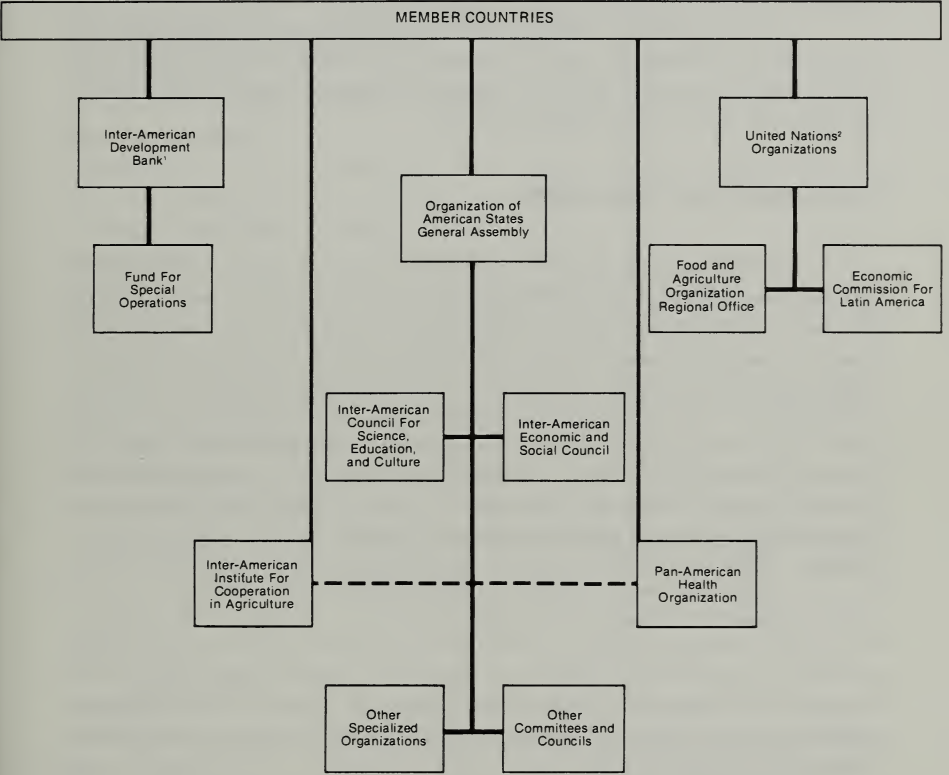 MEMBER COUNTRIES
Inter-American
Development
Bank¹
United Nations²
Organizations
Organization of
American States
General Assembly
Fund For
Special
Operations
Food and
Agriculture
Organization
Regional Office
Economic
Commission For
Latin America
Inter-American
Council For
Science,
Education,
and Culture
Inter-American
Economic and
Social Council
Inter-American
Institute For
Cooperation
in Agriculture
Pan-American
Health
Organization
Other
Specialized
Organizations
Other
Committees and
Councils